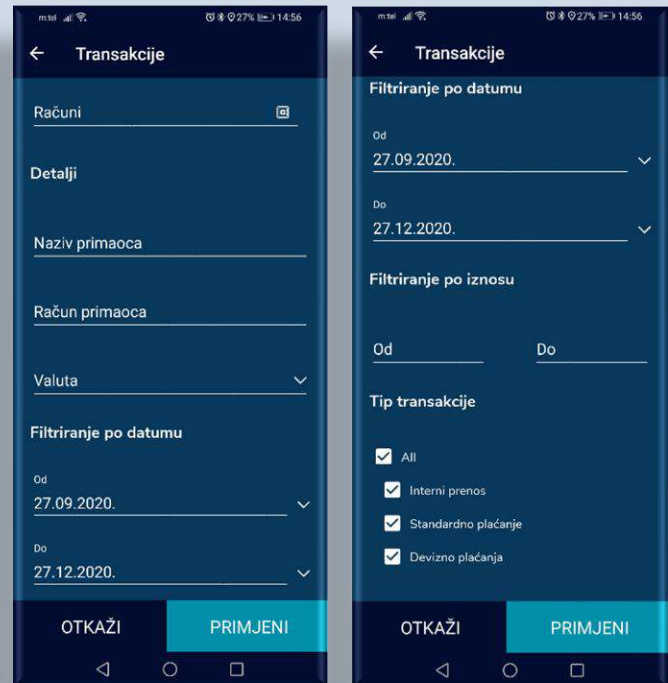 m:tel 27% 14:56
Transakcije
Računi
Detalji
Naziv primaoca
Račun primaoca
Valuta
Filtriranje po datumu
Od
27.09.2020.
Do
27.12.2020.
OTKAŽI PRIMJENI
m:tel 27% 14:56
Transakcije
Filtriranje po datumu
Od
27.09.2020.
Do
27.12.2020.
Filtriranje po iznosu
Od Do
Tip transakcije
All
Interni prenos
Standardno plaćanje
Devizno plaćanja
OTKAŽI PRIMJENI